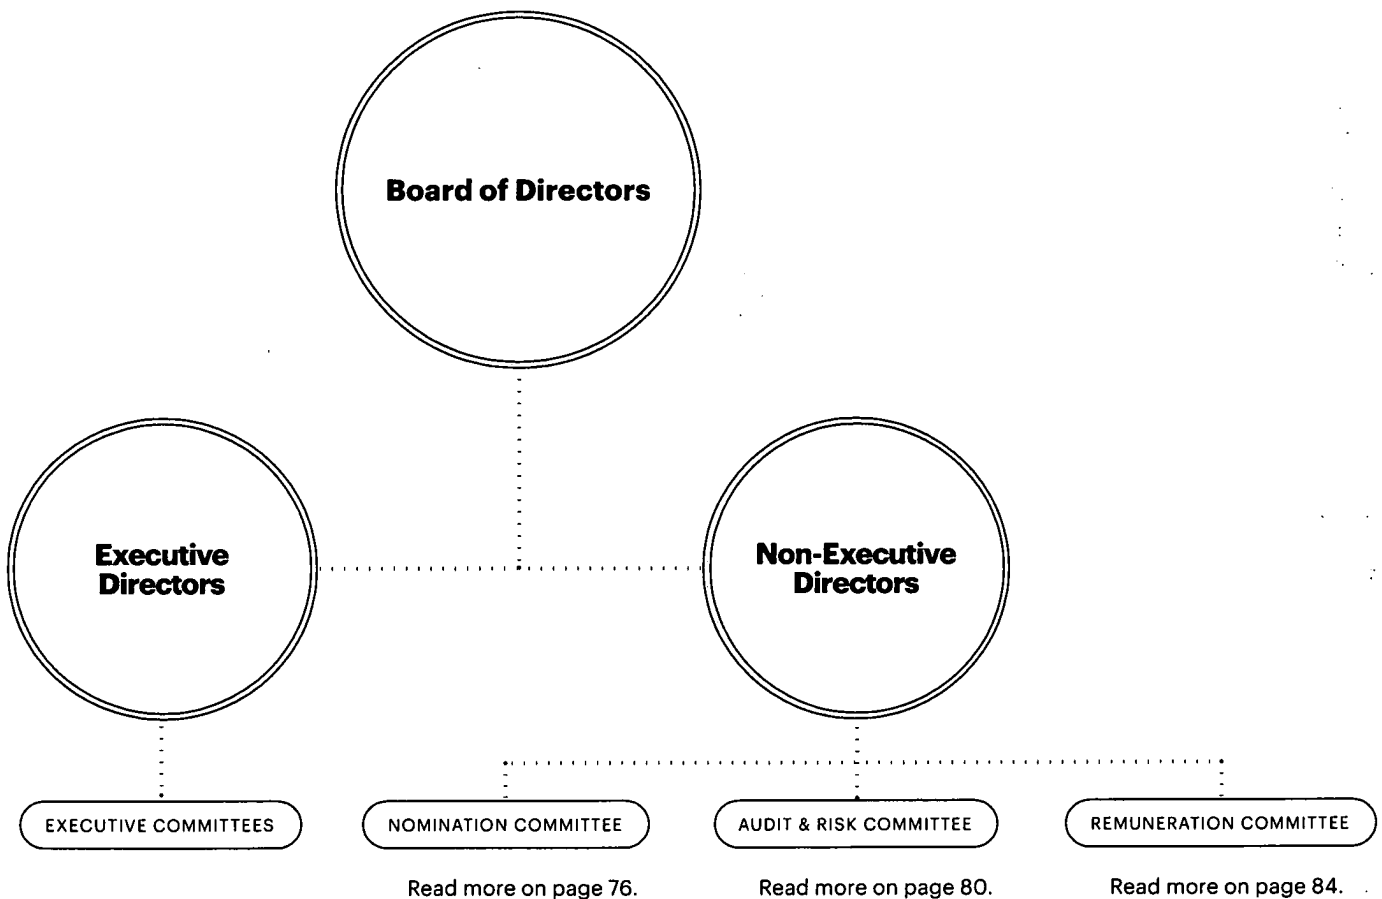 Board of Directors
Executive
Directors
Non-Executive
Directors
EXECUTIVE COMMITTEES
NOMINATION COMMITTEE
AUDIT & RISK COMMITTEE
REMUNERATION COMMITTEE
Read more on page 76.
Read more on page 80.
Read more on page 84.